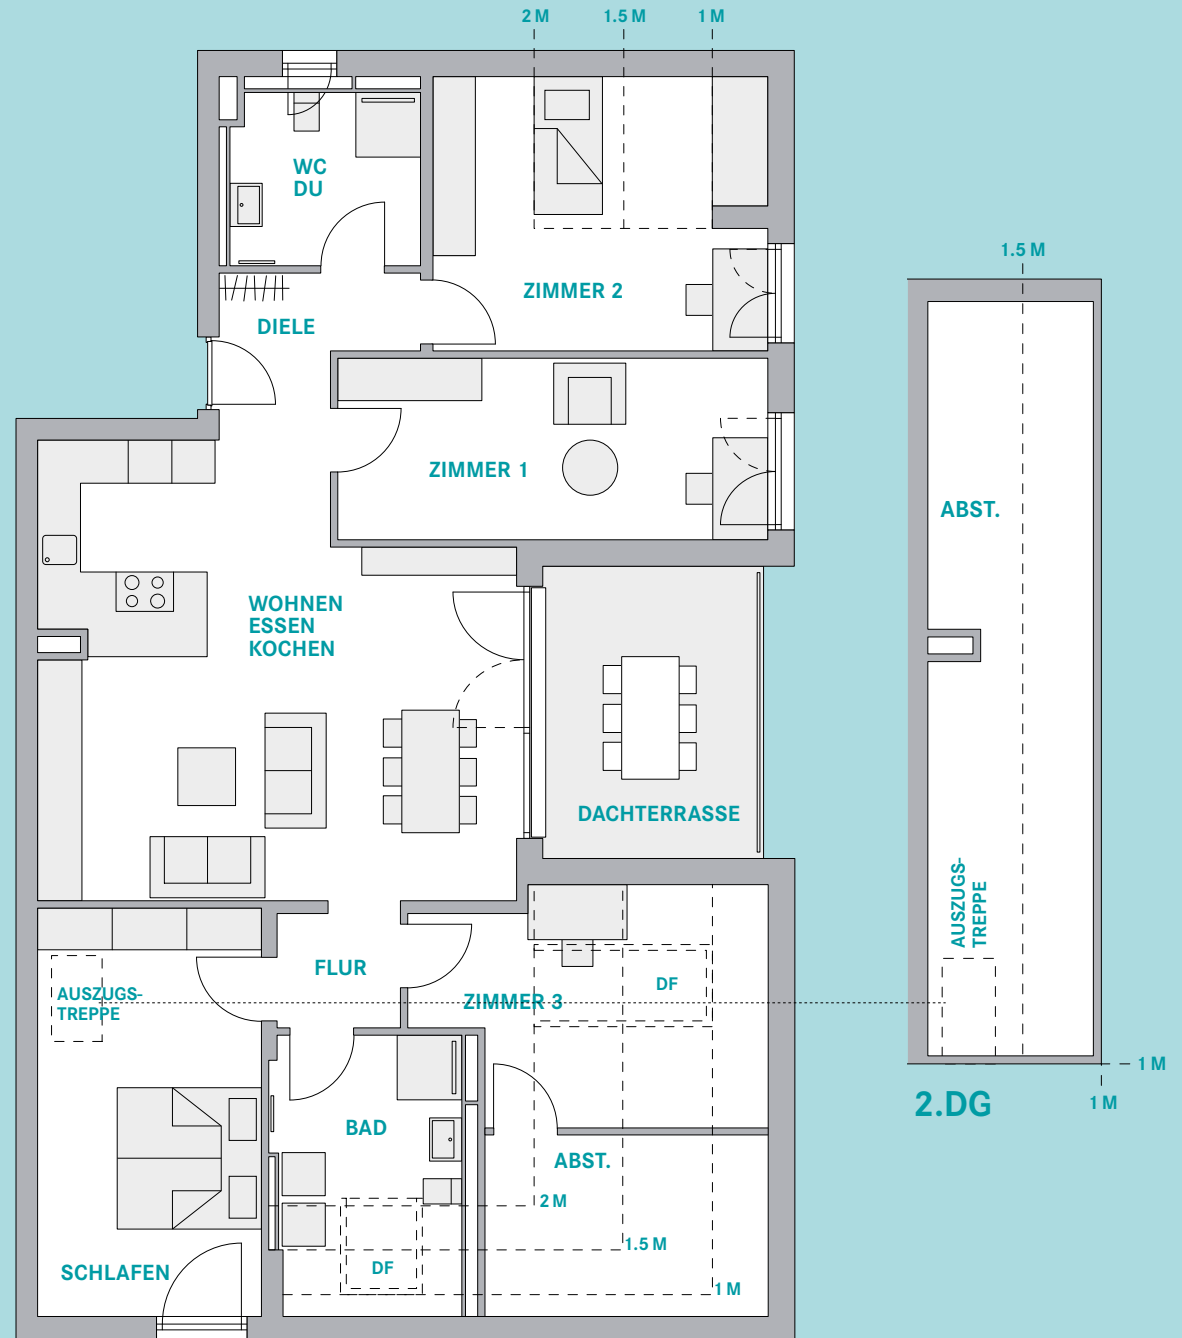 2 M
1.5 M
1 M
WC
DU
ZIMMER 2
DIELE
ZIMMER 1
WOHNEN
ESSEN
KOCHEN
DACHTERRASSE
FLUR
AUSZUGS-
TREPPE
ZIMMER 3
DF
BAD
ABST.
2 M
1.5 M
1 M
DF
SCHLAFEN
1.5 M
ABST.
AUSZUGS-
TREPPE
1 M
1 M
2.DG